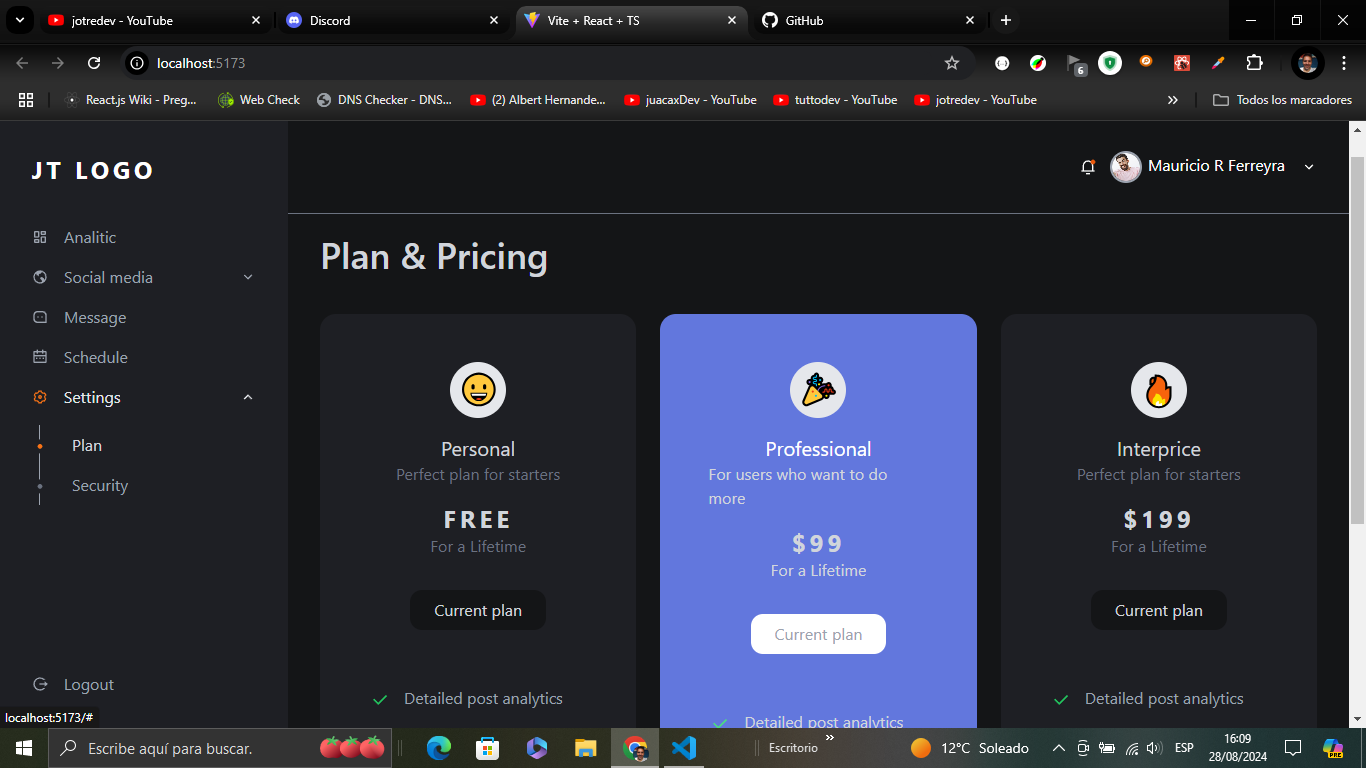 jotredev - YouTube
Discord
Vite + React + TS
GitHub
localhost:5173
6
React.js Wiki - Preg...
Web Check
DNS Checker - DNS...
(2) Albert Hernande...
juacaxDev - YouTube
tuttodev - YouTube
jotredev - YouTube
Todos los marcadores
JT LOGO
Mauricio R Ferreyra
Analitic
Social media
Message
Schedule
Settings
Plan
Security
Logout
Plan & Pricing
Personal
Perfect plan for starters
FREE
For a Lifetime
Current plan
Detailed post analytics
Professional
For users who want to do
more
$99
For a Lifetime
Current plan
Detailed post analytics
Interprice
Perfect plan for starters
$199
For a Lifetime
Current plan
Detailed post analytics
localhost:5173/#
Escribe aquí para buscar.
Escritorio
12°C Soleado
ESP
16:09
28/08/2024
PRE